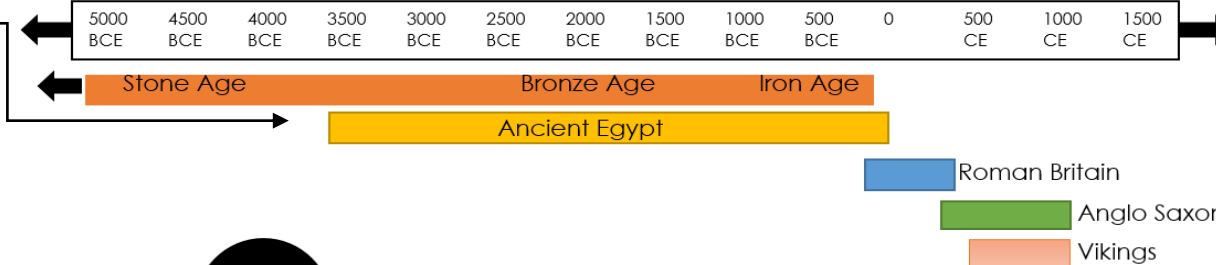 5000 4500 4000 3500 3000 2500 2000 1500 1000 500 0 500 1000 1500
BCE BCE BCE BCE BCE BCE BCE BCE BCE BCE CE CE CE
Stone Age Bronze Age Iron Age
Ancient Egypt
Roman Britain
Anglo
Vikings